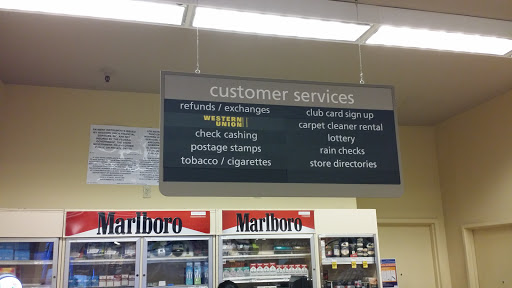 customer services
refunds / exchanges
WESTERN
UNION
check cashing
postage stamps
tobacco / cigarettes
club card sign up
carpet cleaner rental
lottery
rain checks
store directories
Marlboro
Marlboro